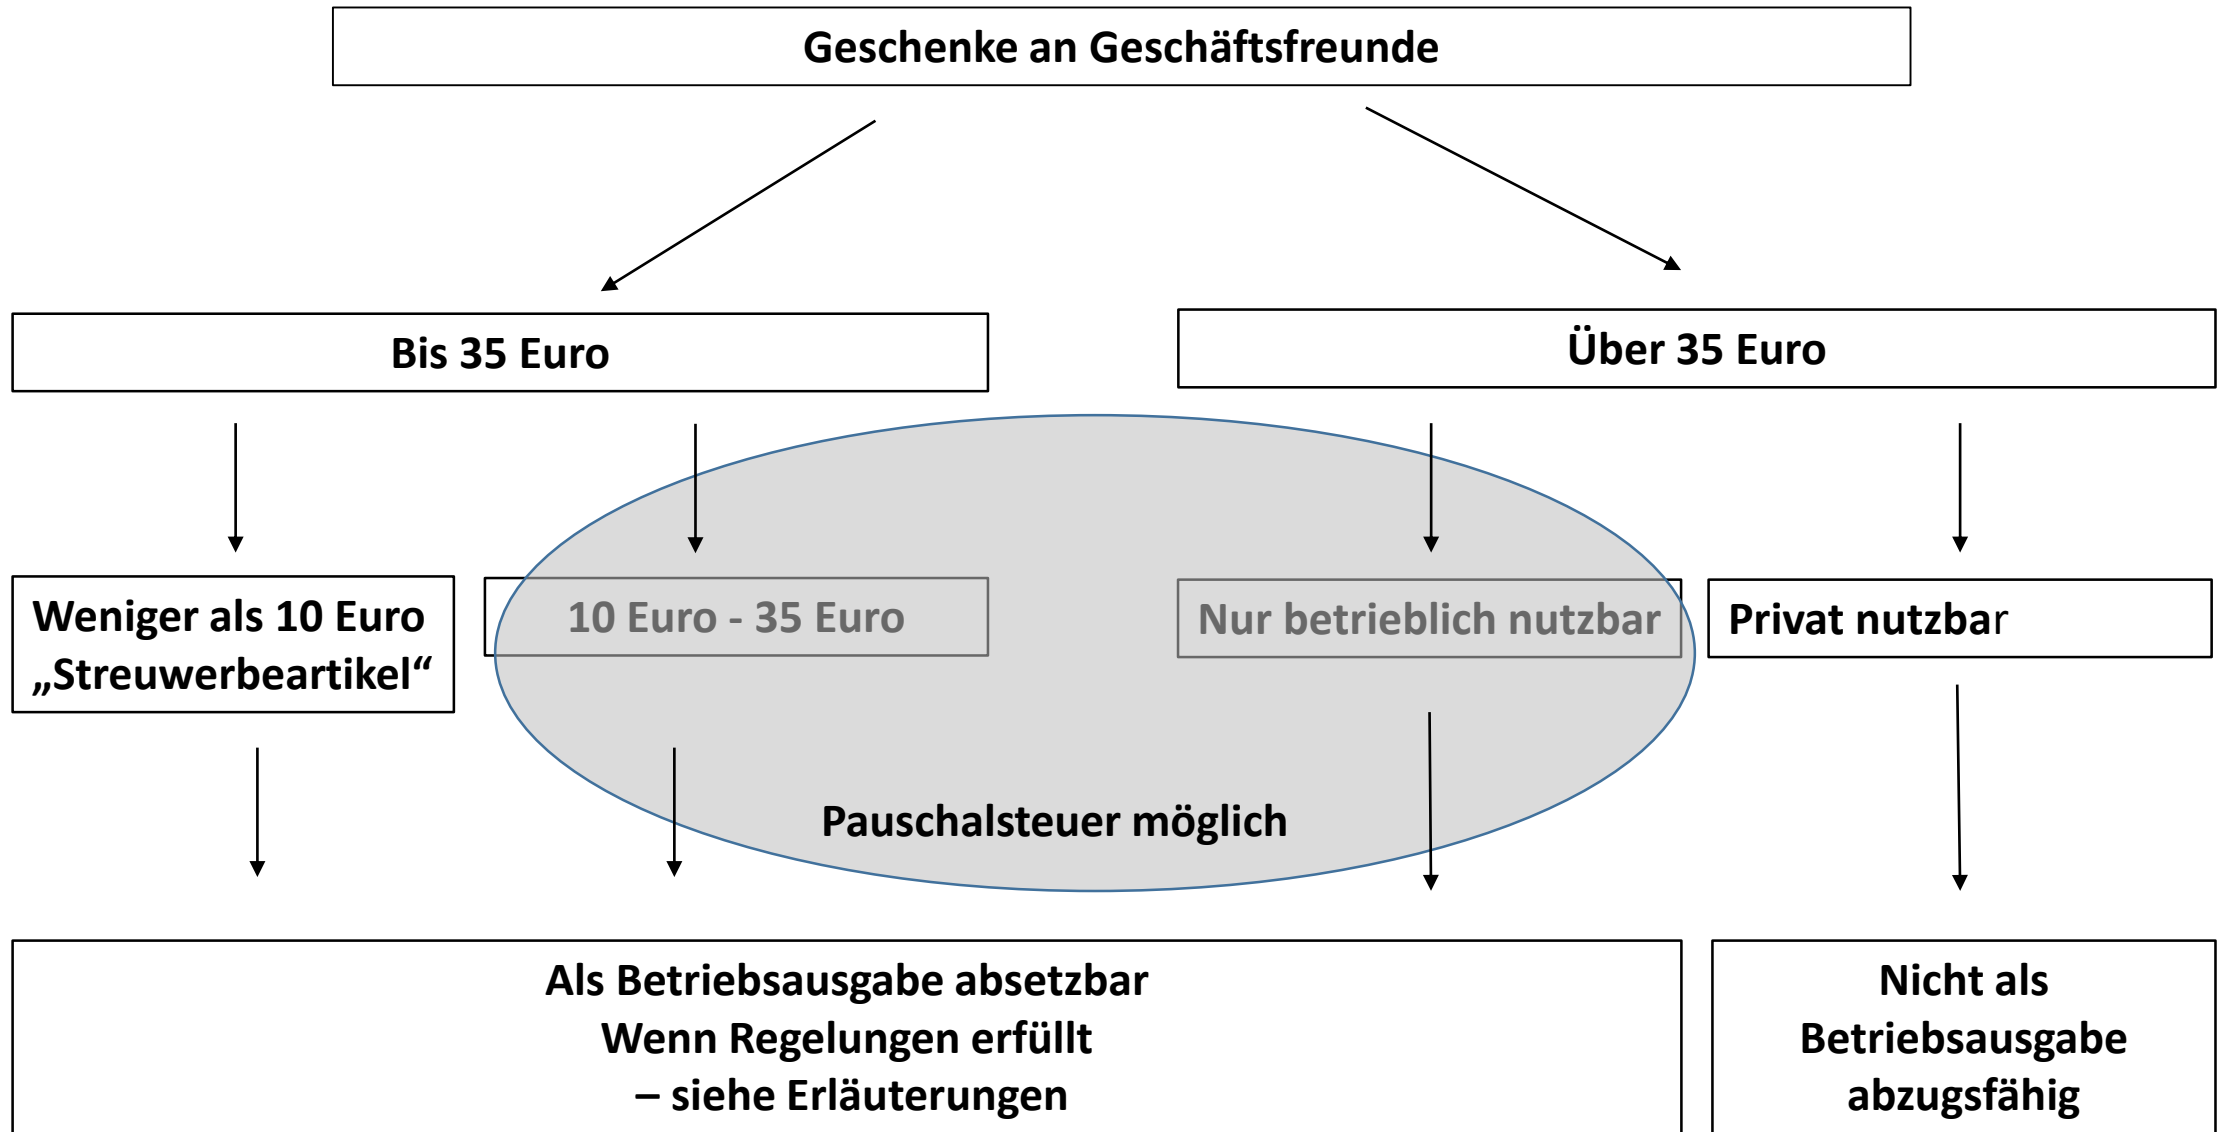 Geschenke an Geschäftsfreunde
Bis 35 Euro
Über 35 Euro
Weniger als 10 Euro
„Streuwerbeartikel“
10 Euro - 35 Euro
Nur betrieblich nutzbar
Privat nutzbar
Pauschalsteuer möglich
Als Betriebsausgabe absetzbar
Wenn Regelungen erfüllt
– siehe Erläuterungen
Nicht als
Betriebsausgabe
abzugsfähig